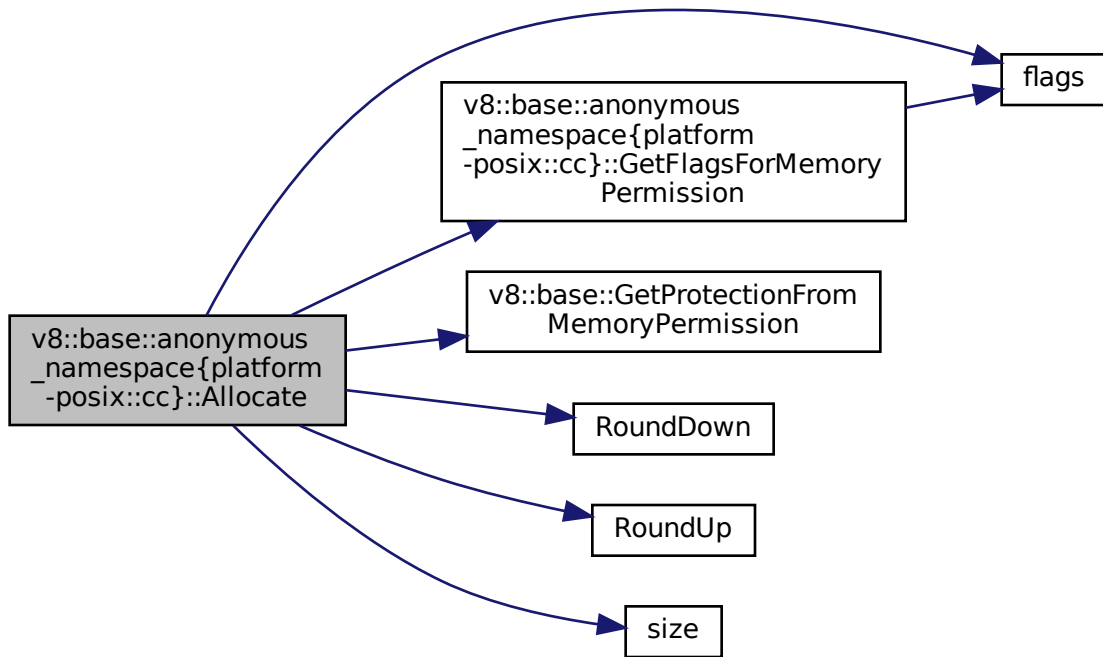 flags
v8::base::anonymous
_namespace{platform
-posix::cc}::GetFlagsForMemory
Permission
v8::base::GetProtectionFrom
MemoryPermission
v8::base::anonymous
_namespace{platform
-posix::cc}::Allocate
RoundDown
RoundUp
size